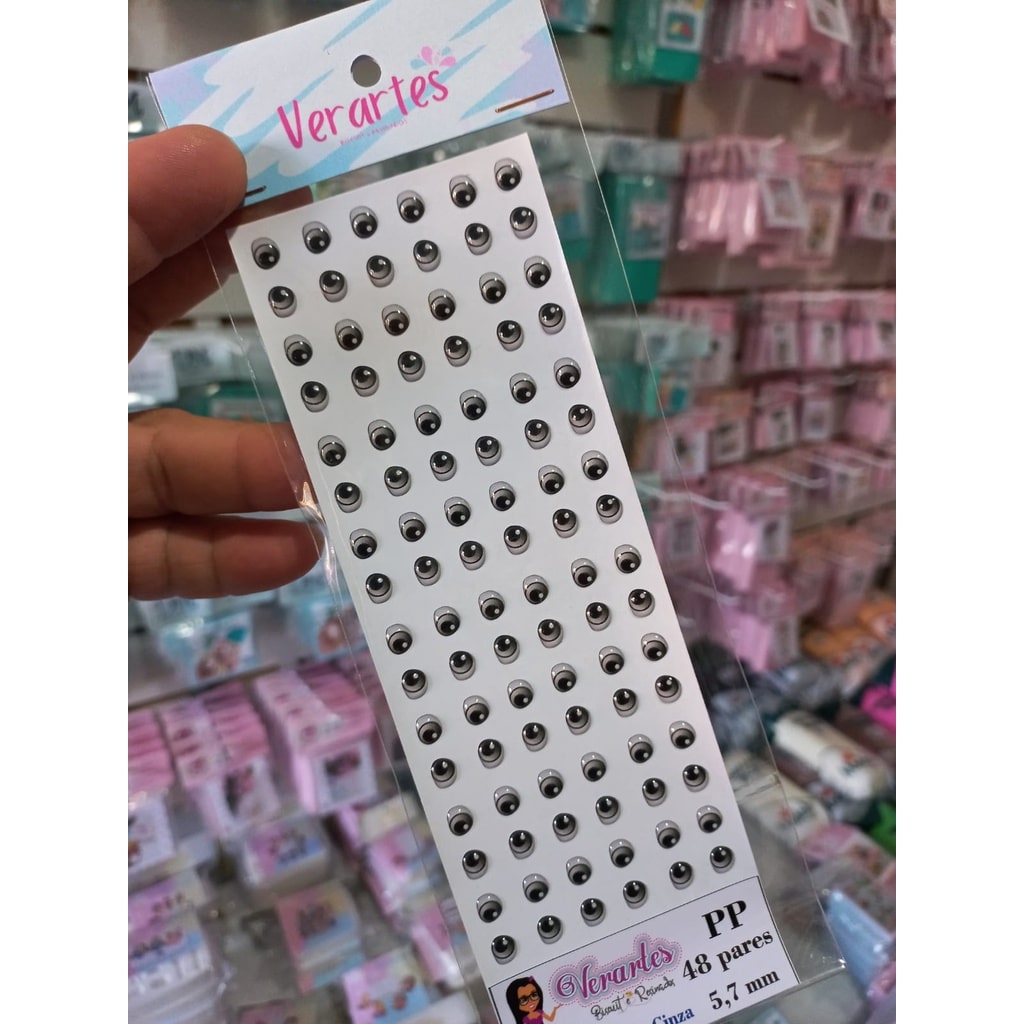 Verartes
Verartes
Biscuit e Resinados
PP
48 pares
5,7 mm
Cinza